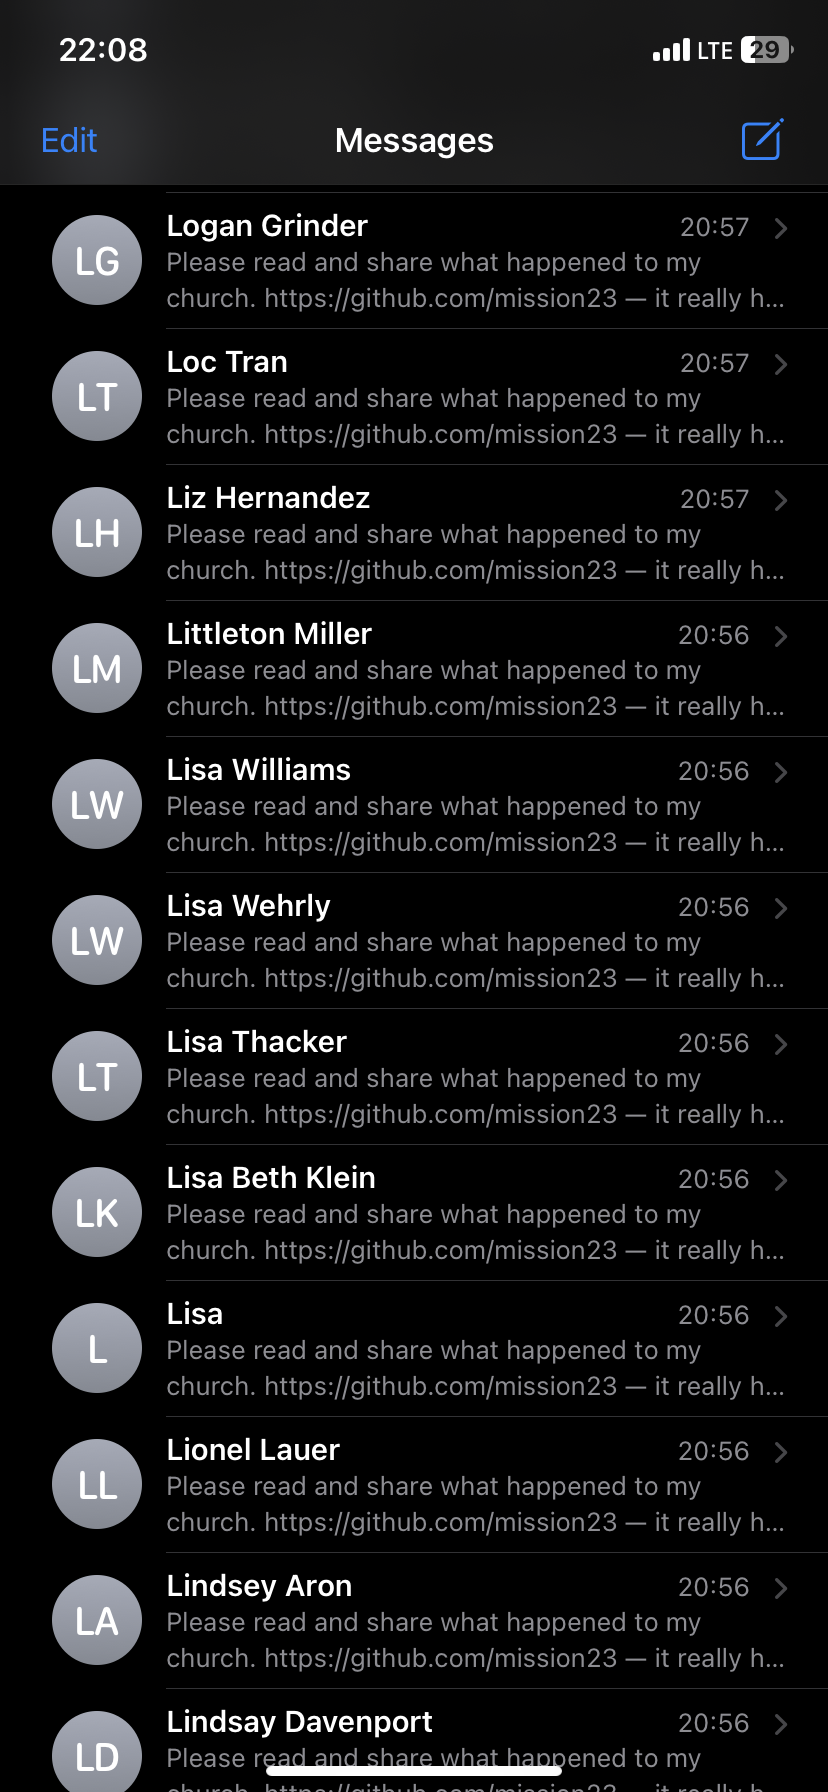 22:08
LTE 29
Edit
Messages
Logan Grinder 20:57
LG
Please read and share what happened to my
church. https://github.com/mission23 — it really h...
Loc Tran 20:57
LT
Please read and share what happened to my
church. https://github.com/mission23 — it really h...
Liz Hernandez 20:57
LH
Please read and share what happened to my
church. https://github.com/mission23 — it really h...
Littleton Miller 20:56
LM
Please read and share what happened to my
church. https://github.com/mission23 — it really h...
Lisa Williams 20:56
LW
Please read and share what happened to my
church. https://github.com/mission23 — it really h...
Lisa Wehrly 20:56
LW
Please read and share what happened to my
church. https://github.com/mission23 — it really h...
Lisa Thacker 20:56
LT
Please read and share what happened to my
church. https://github.com/mission23 — it really h...
Lisa Beth Klein 20:56
LK
Please read and share what happened to my
church. https://github.com/mission23 — it really h...
Lisa 20:56
L
Please read and share what happened to my
church. https://github.com/mission23 — it really h...
Lionel Lauer 20:56
LL
Please read and share what happened to my
church. https://github.com/mission23 — it really h...
Lindsey Aron 20:56
LA
Please read and share what happened to my
church. https://github.com/mission23 — it really h...
Lindsay Davenport 20:56
LD
Please read and share what happened to my